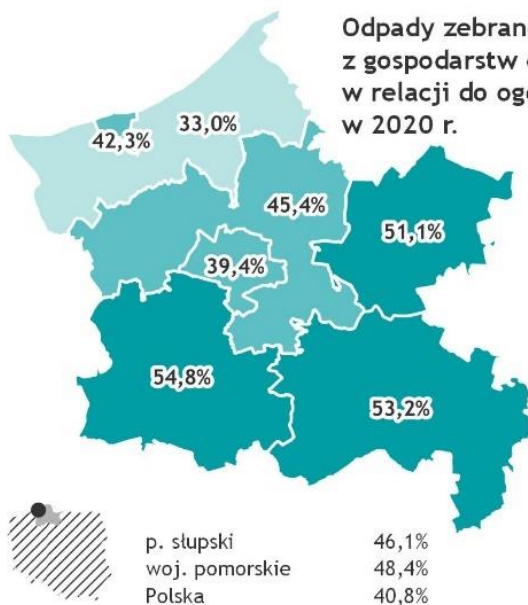 Odpady zebran
z gospodarstw
w relacji do
w 2020 r.
33,0%
42,3%
45,4%
51,1%
39,4%
54,8%
53,2%
p. słupski 46,1%
woj. pomorskie 48,4%
Polska 40,8%